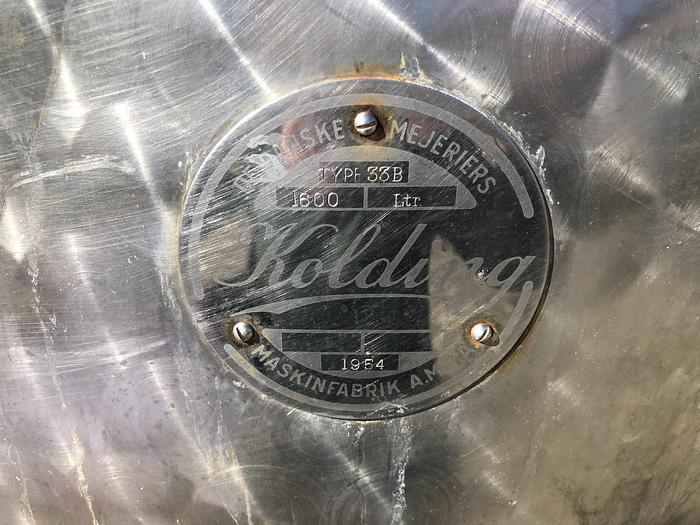 MEJERIERS
TYPE 33B
1600 Ltr.
Kolding
1954
MASKINFABRIK